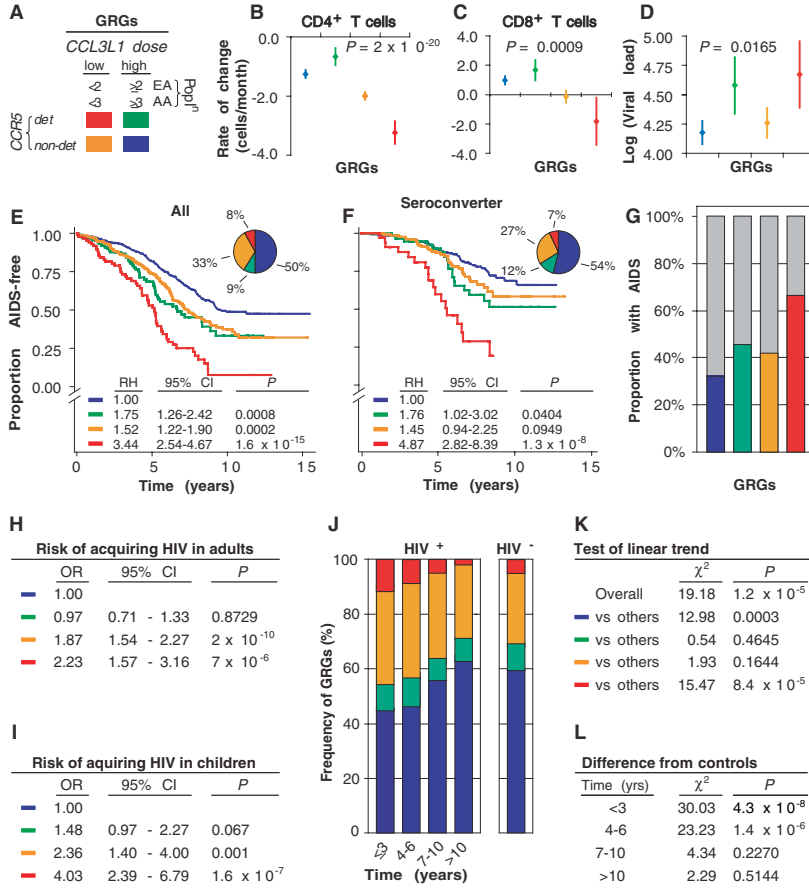 A
GRGs
CCL3L1 dose
low high
<2 ≥2 EA
<3 ≥3 AA
Popⁿ
CCR5
det
non-det
B
CD4⁺ T cells
P = 2 x 10⁻²⁰
Rate of change
(cells/month)
0.0
-2.0
-4.0
GRGs
C
CD8⁺ T cells
P = 0.0009
4.0
2.0
0.0
-2.0
-4.0
GRGs
D
P = 0.0165
Log (Viral load)
5.00
4.75
4.50
4.25
4.00
GRGs
E
All
8%
33%
9%
50%
Proportion AIDS-free
1.00
0.75
0.50
0.25
0.00
RH 95% CI P
1.00
1.75 1.26-2.42 0.0008
1.52 1.22-1.90 0.0002
3.44 2.54-4.67 1.6 x 10⁻¹⁵
0 5 10 15
Time (years)
F
Seroconverter
7%
27%
12%
54%
RH 95% CI P
1.00
1.76 1.02-3.02 0.0404
1.45 0.94-2.25 0.0949
4.87 2.82-8.39 1.3 x 10⁻⁸
0 5 10 15
Time (years)
G
Proportion with AIDS
100%
80%
60%
40%
20%
0%
GRGs
H
Risk of acquiring HIV in adults
OR 95% CI P
1.00
0.97 0.71 - 1.33 0.8729
1.87 1.54 - 2.27 2 x 10⁻¹⁰
2.23 1.57 - 3.16 7 x 10⁻⁶
I
Risk of aquiring HIV in children
OR 95% CI P
1.00
1.48 0.97 - 2.27 0.067
2.36 1.40 - 4.00 0.001
4.03 2.39 - 6.79 1.6 x 10⁻⁷
J
HIV + HIV -
Frequency of GRGs (%)
100
80
60
40
20
0
≤3 4-6 7-10 >10
Time (years)
K
Test of linear trend
χ² P
Overall 19.18 1.2 x 10⁻⁵
vs others 12.98 0.0003
vs others 0.54 0.4645
vs others 1.93 0.1644
vs others 15.47 8.4 x 10⁻⁵
L
Difference from controls
Time (yrs) χ² P
<3 30.03 4.3 x 10⁻⁸
4-6 23.23 1.4 x 10⁻⁶
7-10 4.34 0.2270
>10 2.29 0.5144